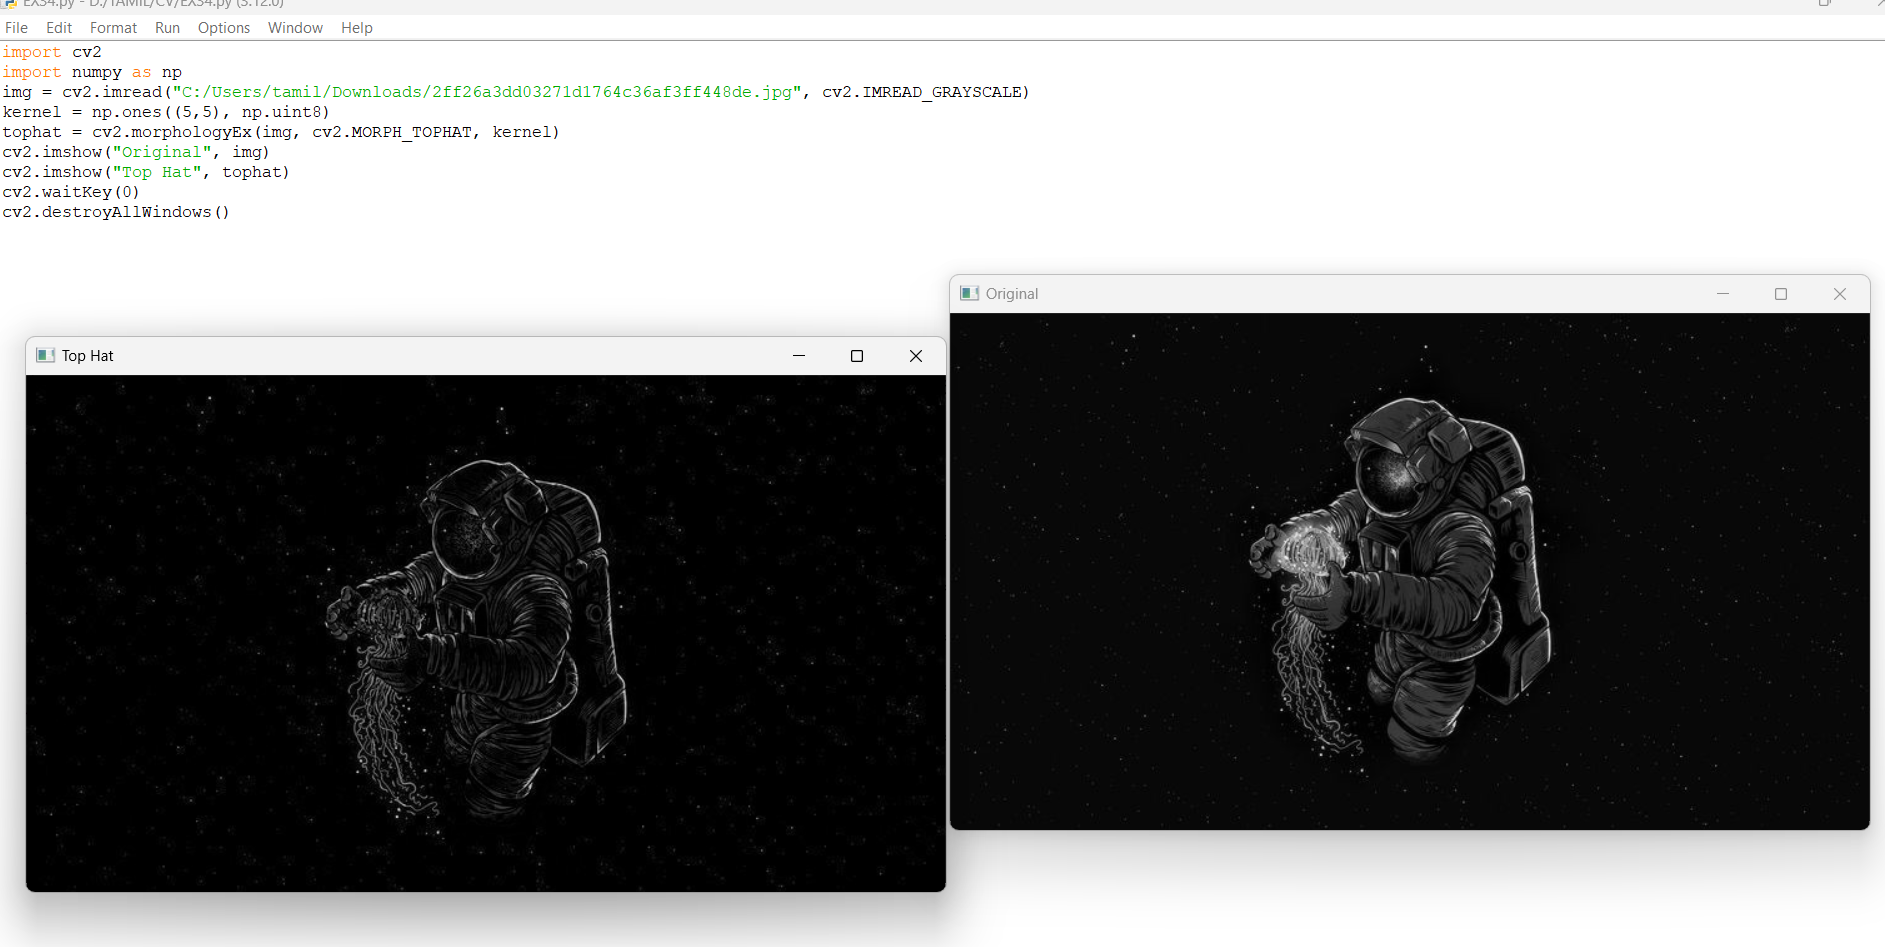 EX34.py - D:/TAMIL/CV/EX34.py (3.12.0)
File Edit Format Run Options Window Help
import cv2
import numpy as np
img = cv2.imread("C:/Users/tamil/Downloads/2ff26a3dd03271d1764c36af3ff448de.jpg", cv2.IMREAD_GRAYSCALE)
kernel = np.ones((5,5), np.uint8)
tophat = cv2.morphologyEx(img, cv2.MORPH_TOPHAT, kernel)
cv2.imshow("Original", img)
cv2.imshow("Top Hat", tophat)
cv2.waitKey(0)
cv2.destroyAllWindows()
Original
Top Hat